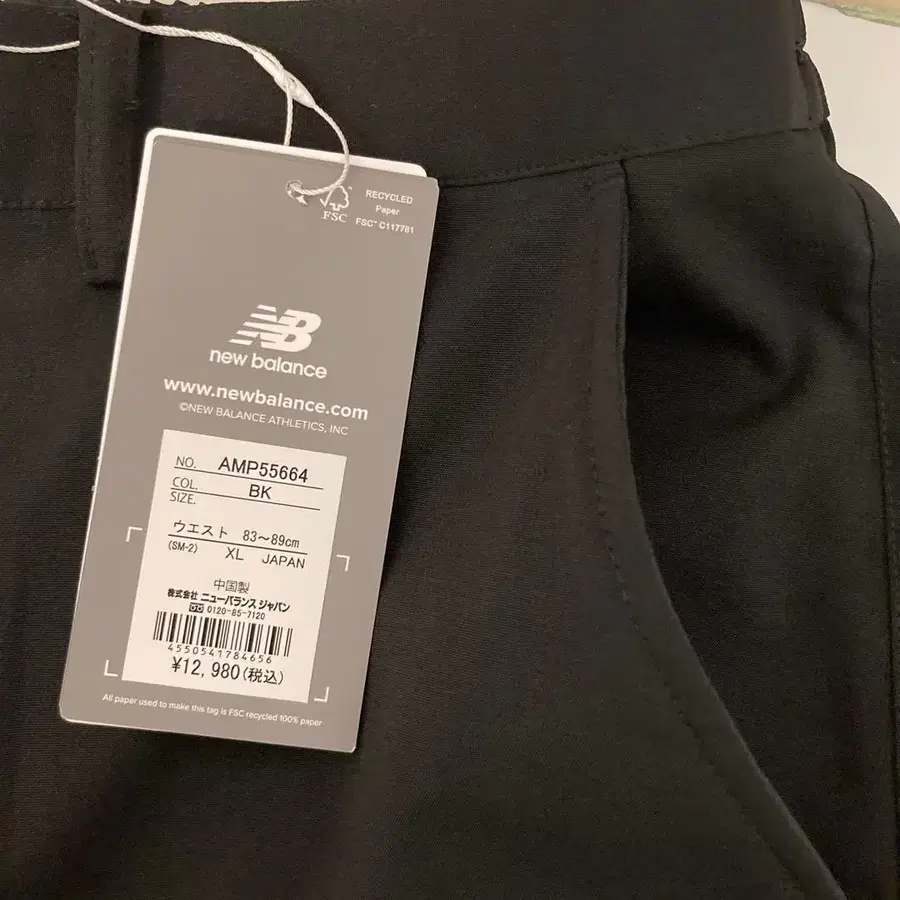 RECYCLED
Paper
FSC™ C117781
FSC
NB
new balance
www.newbalance.com
©NEW BALANCE ATHLETICS, INC
NO. AMP55664
COL. BK
SIZE.
ウエスト 83～89cm
(SM-2) XL JAPAN
中国製
株式会社 ニューバランス ジャパン
0120-85-7120
4550541784656
¥12,980(税込)
All paper used to make this tag is FSC recycled 100% paper